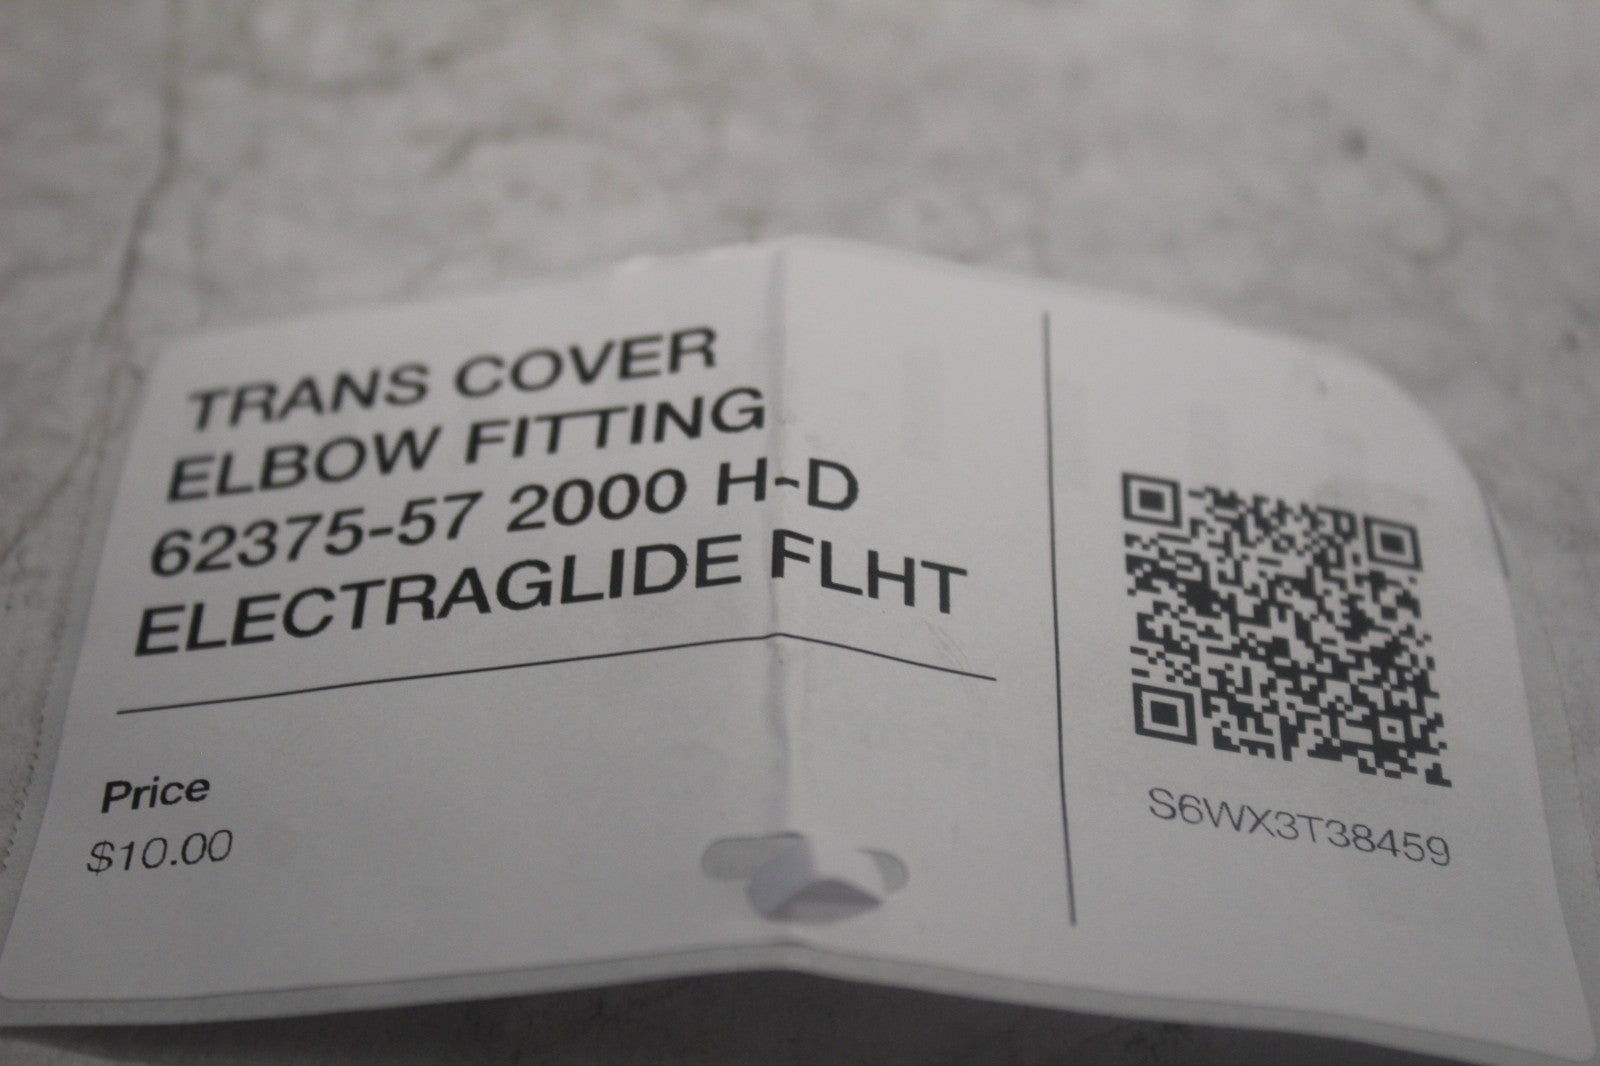 TRANS COVER
ELBOW FITTING
62375-57 2000 H-D
ELECTRAGLIDE FLHT
Price
$10.00
S6WX3T38459